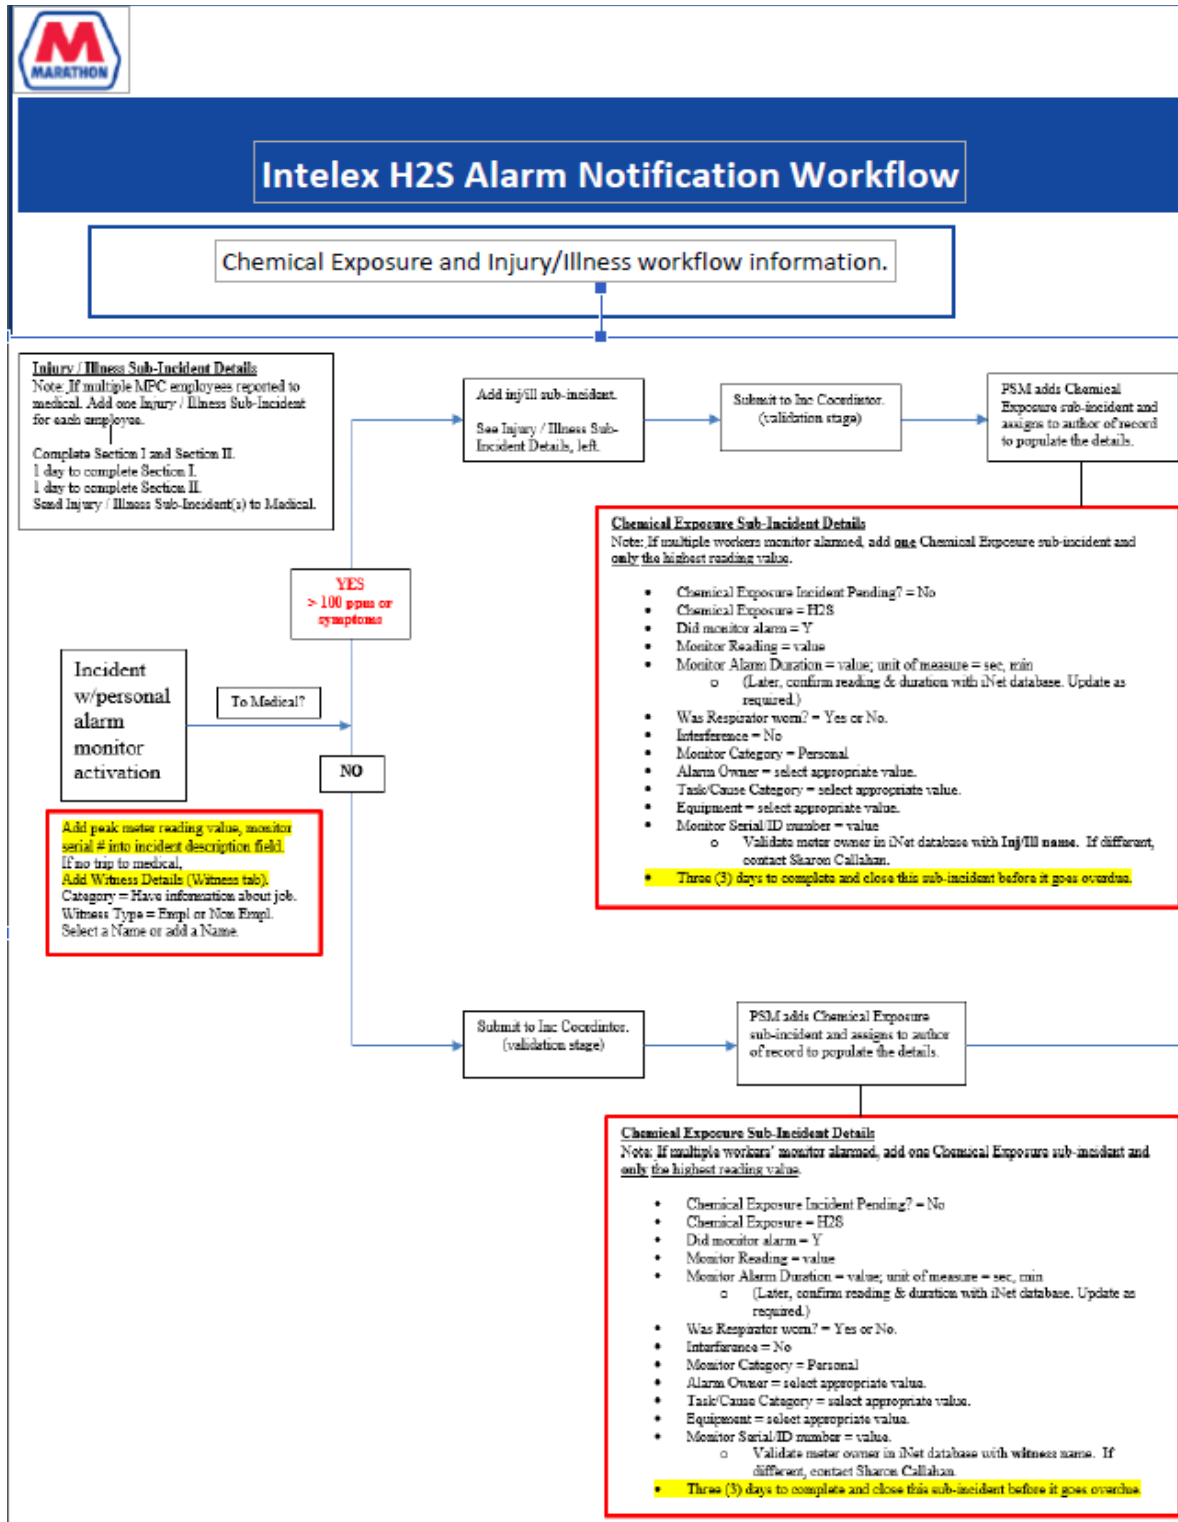 M
MARATHON
Intelex H2S Alarm Notification Workflow
Chemical Exposure and Injury/Illness workflow information.
Injury / Illness Sub-Incident Details
Note: If multiple MPC employees reported to
medical. Add one Injury / Illness Sub-Incident
for each employee.
Complete Section I and Section II.
1 day to complete Section I.
1 day to complete Section II.
Send Injury / Illness Sub-Incident(s) to Medical.
Add inj/ill sub-incident.
See Injury / Illness Sub-
Incident Details, left.
Submit to Inc Coordintor.
(validation stage)
PSM adds Chemical
Exposure sub-incident and
assigns to author of record
to populate the details.
YES
> 100 ppm or
symptoms
Incident
w/personal
alarm
monitor
activation
To Medical?
NO
Add peak meter reading value, monitor
serial # into incident description field.
If no trip to medical,
Add Witness Details (Witness tab).
Category = Have information about job.
Witness Type = Empl or Non Empl.
Select a Name or add a Name.
Chemical Exposure Sub-Incident Details
Note: If multiple workers monitor alarmed, add one Chemical Exposure sub-incident and
only the highest reading value.
• Chemical Exposure Incident Pending? = No
• Chemical Exposure = H2S
• Did monitor alarm = Y
• Monitor Reading = value
• Monitor Alarm Duration = value; unit of measure = sec, min
o (Later, confirm reading & duration with iNet database. Update as
required.)
• Was Respirator worn? = Yes or No.
• Interference = No
• Monitor Category = Personal
• Alarm Owner = select appropriate value.
• Task/Cause Category = select appropriate value.
• Equipment = select appropriate value.
• Monitor Serial/ID number = value
o Validate meter owner in iNet database with Inj/Ill name. If different,
contact Sharon Callahan.
• Three (3) days to complete and close this sub-incident before it goes overdue.
Submit to Inc Coordintor.
(validation stage)
PSM adds Chemical Exposure
sub-incident and assigns to author
of record to populate the details.
Chemical Exposure Sub-Incident Details
Note: If multiple workers' monitor alarmed, add one Chemical Exposure sub-incident and
only the highest reading value.
• Chemical Exposure Incident Pending? = No
• Chemical Exposure = H2S
• Did monitor alarm = Y
• Monitor Reading = value
• Monitor Alarm Duration = value; unit of measure = sec, min
o (Later, confirm reading & duration with iNet database. Update as
required.)
• Was Respirator worn? = Yes or No.
• Interference = No
• Monitor Category = Personal
• Alarm Owner = select appropriate value.
• Task/Cause Category = select appropriate value.
• Equipment = select appropriate value.
• Monitor Serial/ID number = value.
o Validate meter owner in iNet database with witness name. If
different, contact Sharon Callahan.
• Three (3) days to complete and close this sub-incident before it goes overdue.